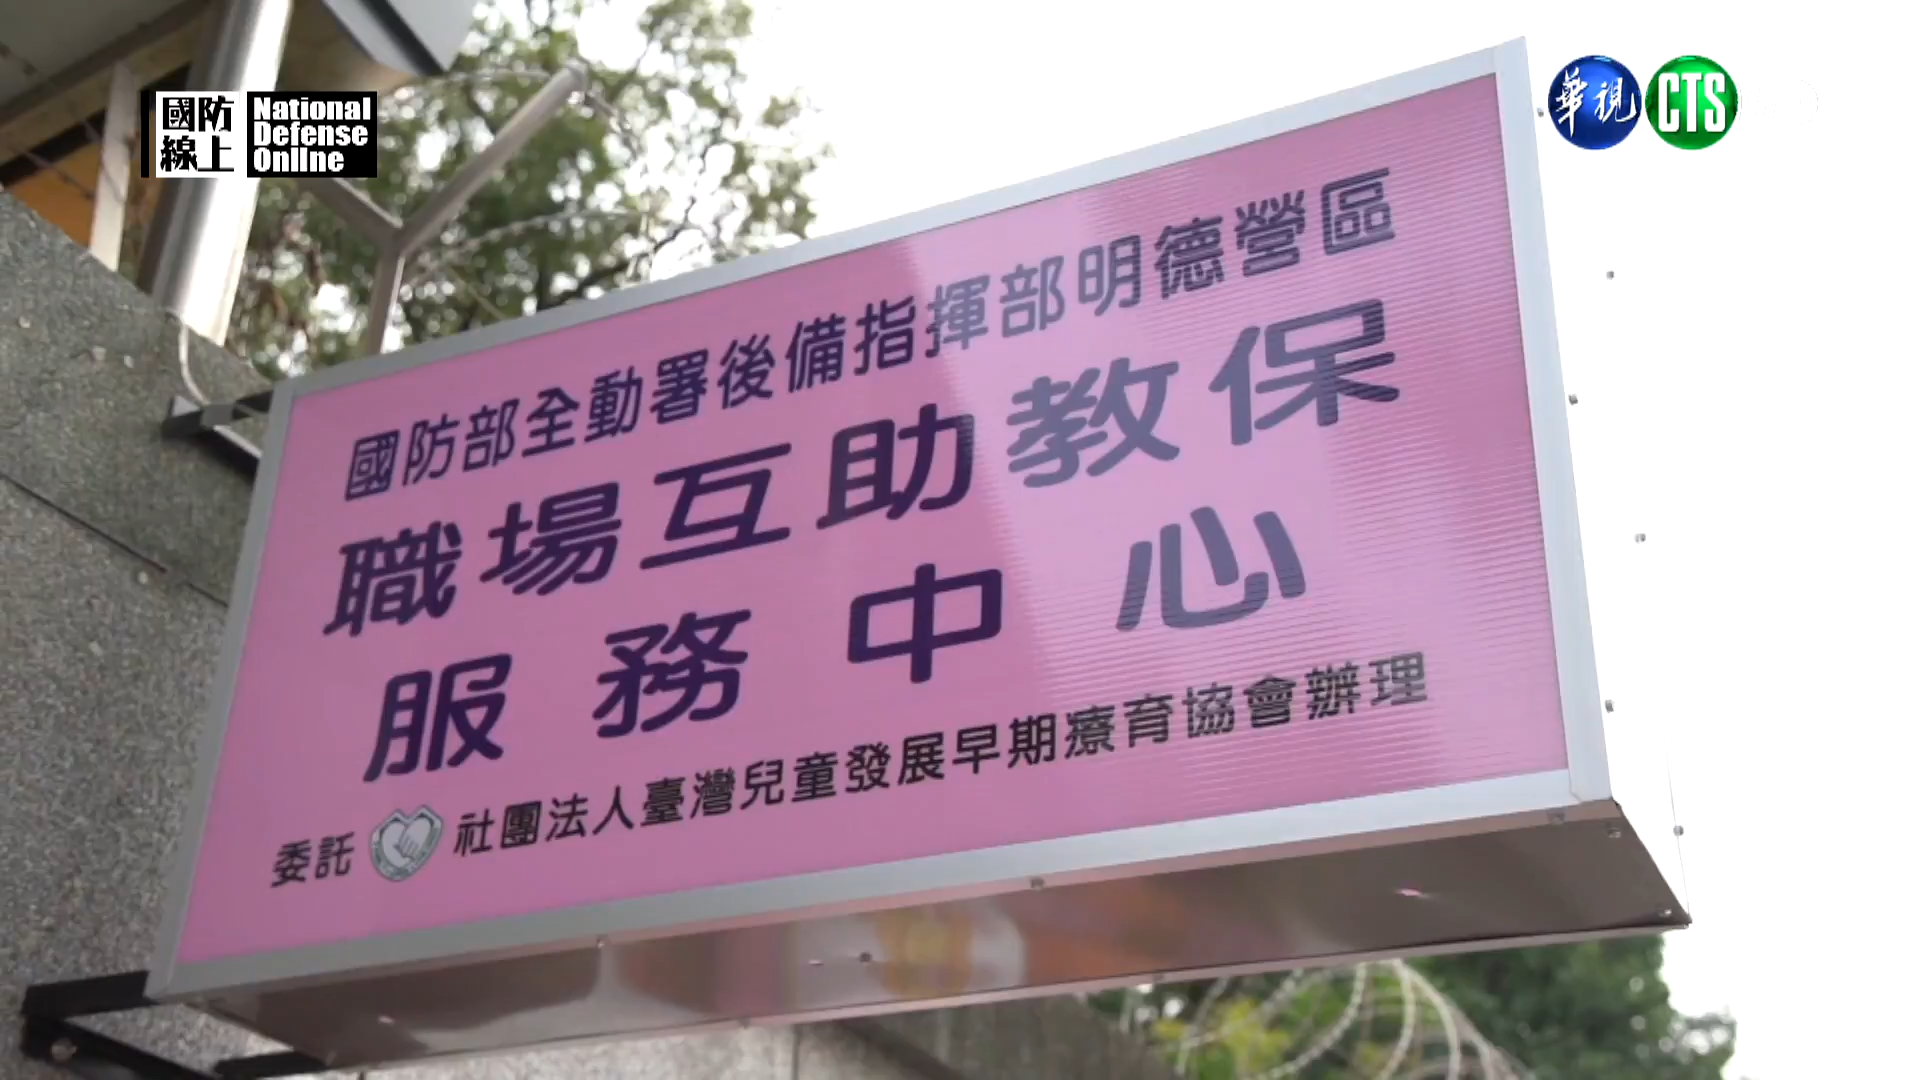 國防線上 National Defense Online
華視 CTS
國防部全動署後備指揮部明德營區
職場互助教保
服務中心
委託 社團法人臺灣兒童發展早期療育協會辦理